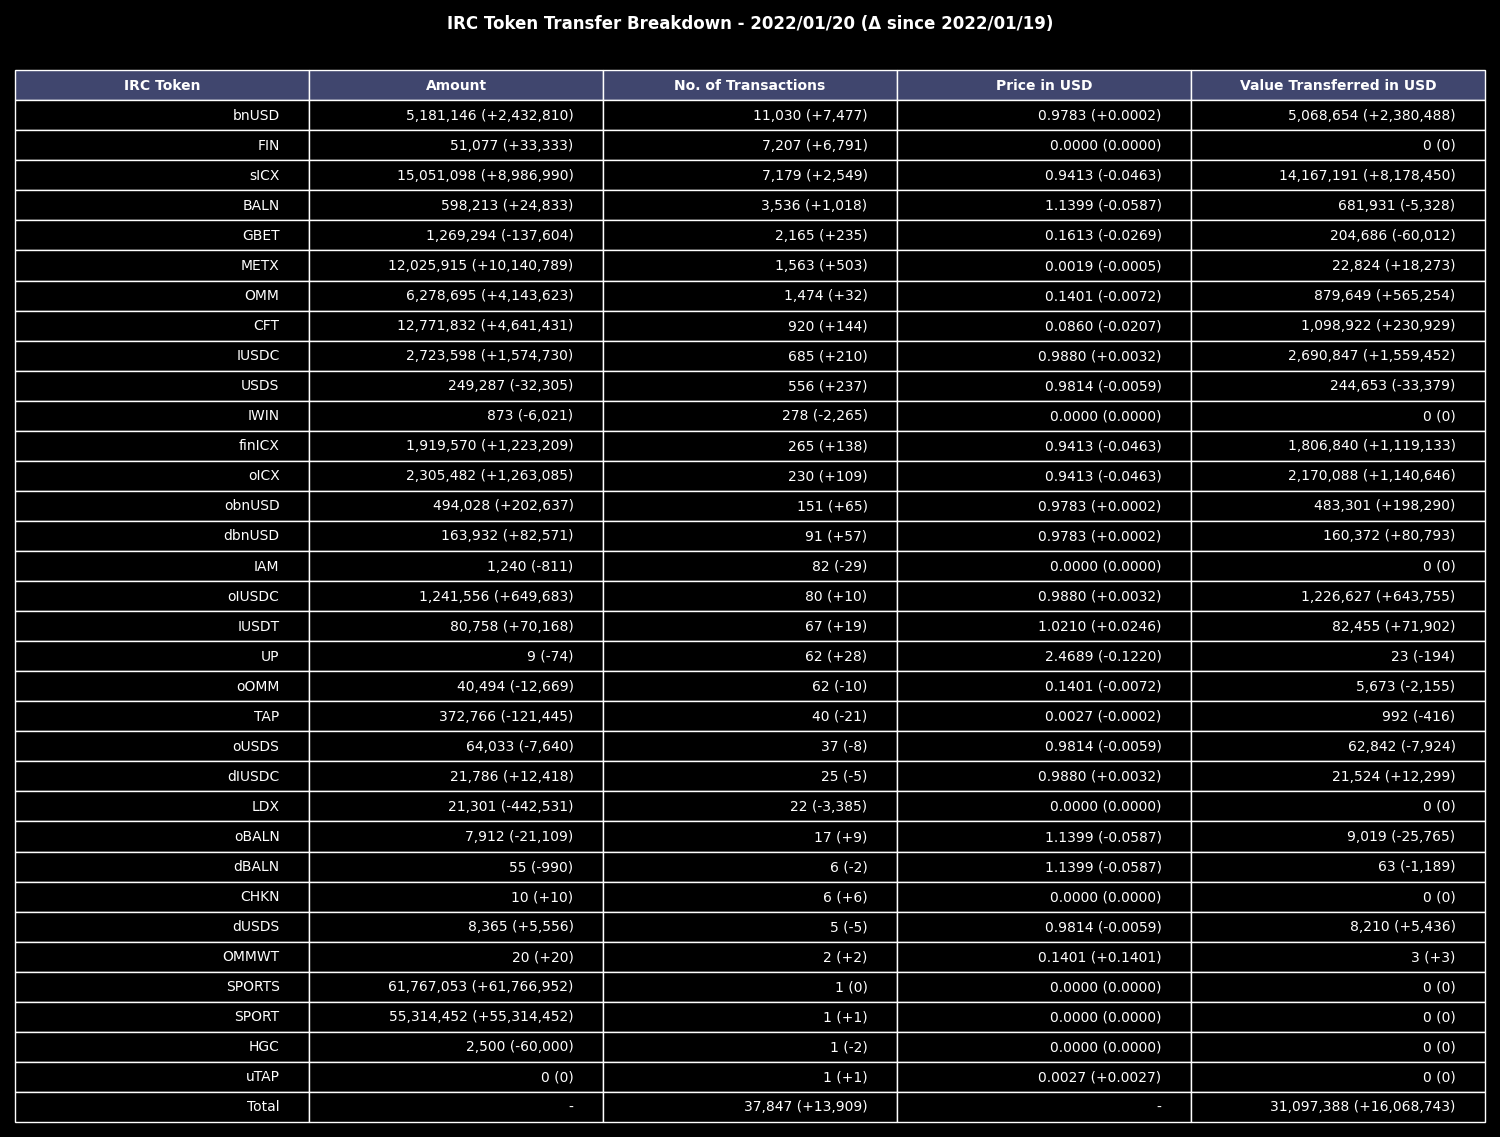 IRC Token Transfer Breakdown - 2022/01/20 (Δ since 2022/01/19)
IRC Token Amount No. of Transactions Price in USD Value Transferred in USD
bnUSD 5,181,146 (+2,432,810) 11,030 (+7,477) 0.9783 (+0.0002) 5,068,654 (+2,380,488)
FIN 51,077 (+33,333) 7,207 (+6,791) 0.0000 (0.0000) 0 (0)
sICX 15,051,098 (+8,986,990) 7,179 (+2,549) 0.9413 (-0.0463) 14,167,191 (+8,178,450)
BALN 598,213 (+24,833) 3,536 (+1,018) 1.1399 (-0.0587) 681,931 (-5,328)
GBET 1,269,294 (-137,604) 2,165 (+235) 0.1613 (-0.0269) 204,686 (-60,012)
METX 12,025,915 (+10,140,789) 1,563 (+503) 0.0019 (-0.0005) 22,824 (+18,273)
OMM 6,278,695 (+4,143,623) 1,474 (+32) 0.1401 (-0.0072) 879,649 (+565,254)
CFT 12,771,832 (+4,641,431) 920 (+144) 0.0860 (-0.0207) 1,098,922 (+230,929)
IUSDC 2,723,598 (+1,574,730) 685 (+210) 0.9880 (+0.0032) 2,690,847 (+1,559,452)
USDS 249,287 (-32,305) 556 (+237) 0.9814 (-0.0059) 244,653 (-33,379)
IWIN 873 (-6,021) 278 (-2,265) 0.0000 (0.0000) 0 (0)
finICX 1,919,570 (+1,223,209) 265 (+138) 0.9413 (-0.0463) 1,806,840 (+1,119,133)
oICX 2,305,482 (+1,263,085) 230 (+109) 0.9413 (-0.0463) 2,170,088 (+1,140,646)
obnUSD 494,028 (+202,637) 151 (+65) 0.9783 (+0.0002) 483,301 (+198,290)
dbnUSD 163,932 (+82,571) 91 (+57) 0.9783 (+0.0002) 160,372 (+80,793)
IAM 1,240 (-811) 82 (-29) 0.0000 (0.0000) 0 (0)
oIUSDC 1,241,556 (+649,683) 80 (+10) 0.9880 (+0.0032) 1,226,627 (+643,755)
IUSDT 80,758 (+70,168) 67 (+19) 1.0210 (+0.0246) 82,455 (+71,902)
UP 9 (-74) 62 (+28) 2.4689 (-0.1220) 23 (-194)
oOMM 40,494 (-12,669) 62 (-10) 0.1401 (-0.0072) 5,673 (-2,155)
TAP 372,766 (-121,445) 40 (-21) 0.0027 (-0.0002) 992 (-416)
oUSDS 64,033 (-7,640) 37 (-8) 0.9814 (-0.0059) 62,842 (-7,924)
dIUSDC 21,786 (+12,418) 25 (-5) 0.9880 (+0.0032) 21,524 (+12,299)
LDX 21,301 (-442,531) 22 (-3,385) 0.0000 (0.0000) 0 (0)
oBALN 7,912 (-21,109) 17 (+9) 1.1399 (-0.0587) 9,019 (-25,765)
dBALN 55 (-990) 6 (-2) 1.1399 (-0.0587) 63 (-1,189)
CHKN 10 (+10) 6 (+6) 0.0000 (0.0000) 0 (0)
dUSDS 8,365 (+5,556) 5 (-5) 0.9814 (-0.0059) 8,210 (+5,436)
OMMWT 20 (+20) 2 (+2) 0.1401 (+0.1401) 3 (+3)
SPORTS 61,767,053 (+61,766,952) 1 (0) 0.0000 (0.0000) 0 (0)
SPORT 55,314,452 (+55,314,452) 1 (+1) 0.0000 (0.0000) 0 (0)
HGC 2,500 (-60,000) 1 (-2) 0.0000 (0.0000) 0 (0)
uTAP 0 (0) 1 (+1) 0.0027 (+0.0027) 0 (0)
Total - 37,847 (+13,909) - 31,097,388 (+16,068,743)